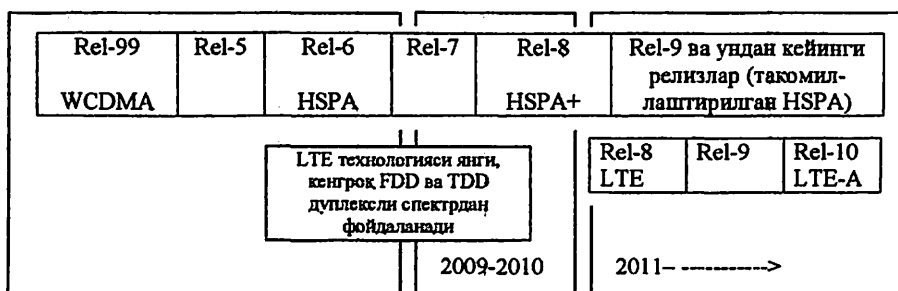 Rel-99 Rel-5 Rel-6 Rel-7 Rel-8 Rel-9 ва ундан кейинги
релизлар (такомил-
WCDMA HSPA HSPA+ лаштирилган HSPA)
LTE технологияси янги,
кенгроқ FDD ва TDD
дуплексли спектрдан
фойдаланади
Rel-8 Rel-9 Rel-10
LTE LTE-A
2009-2010 2011– ----------->